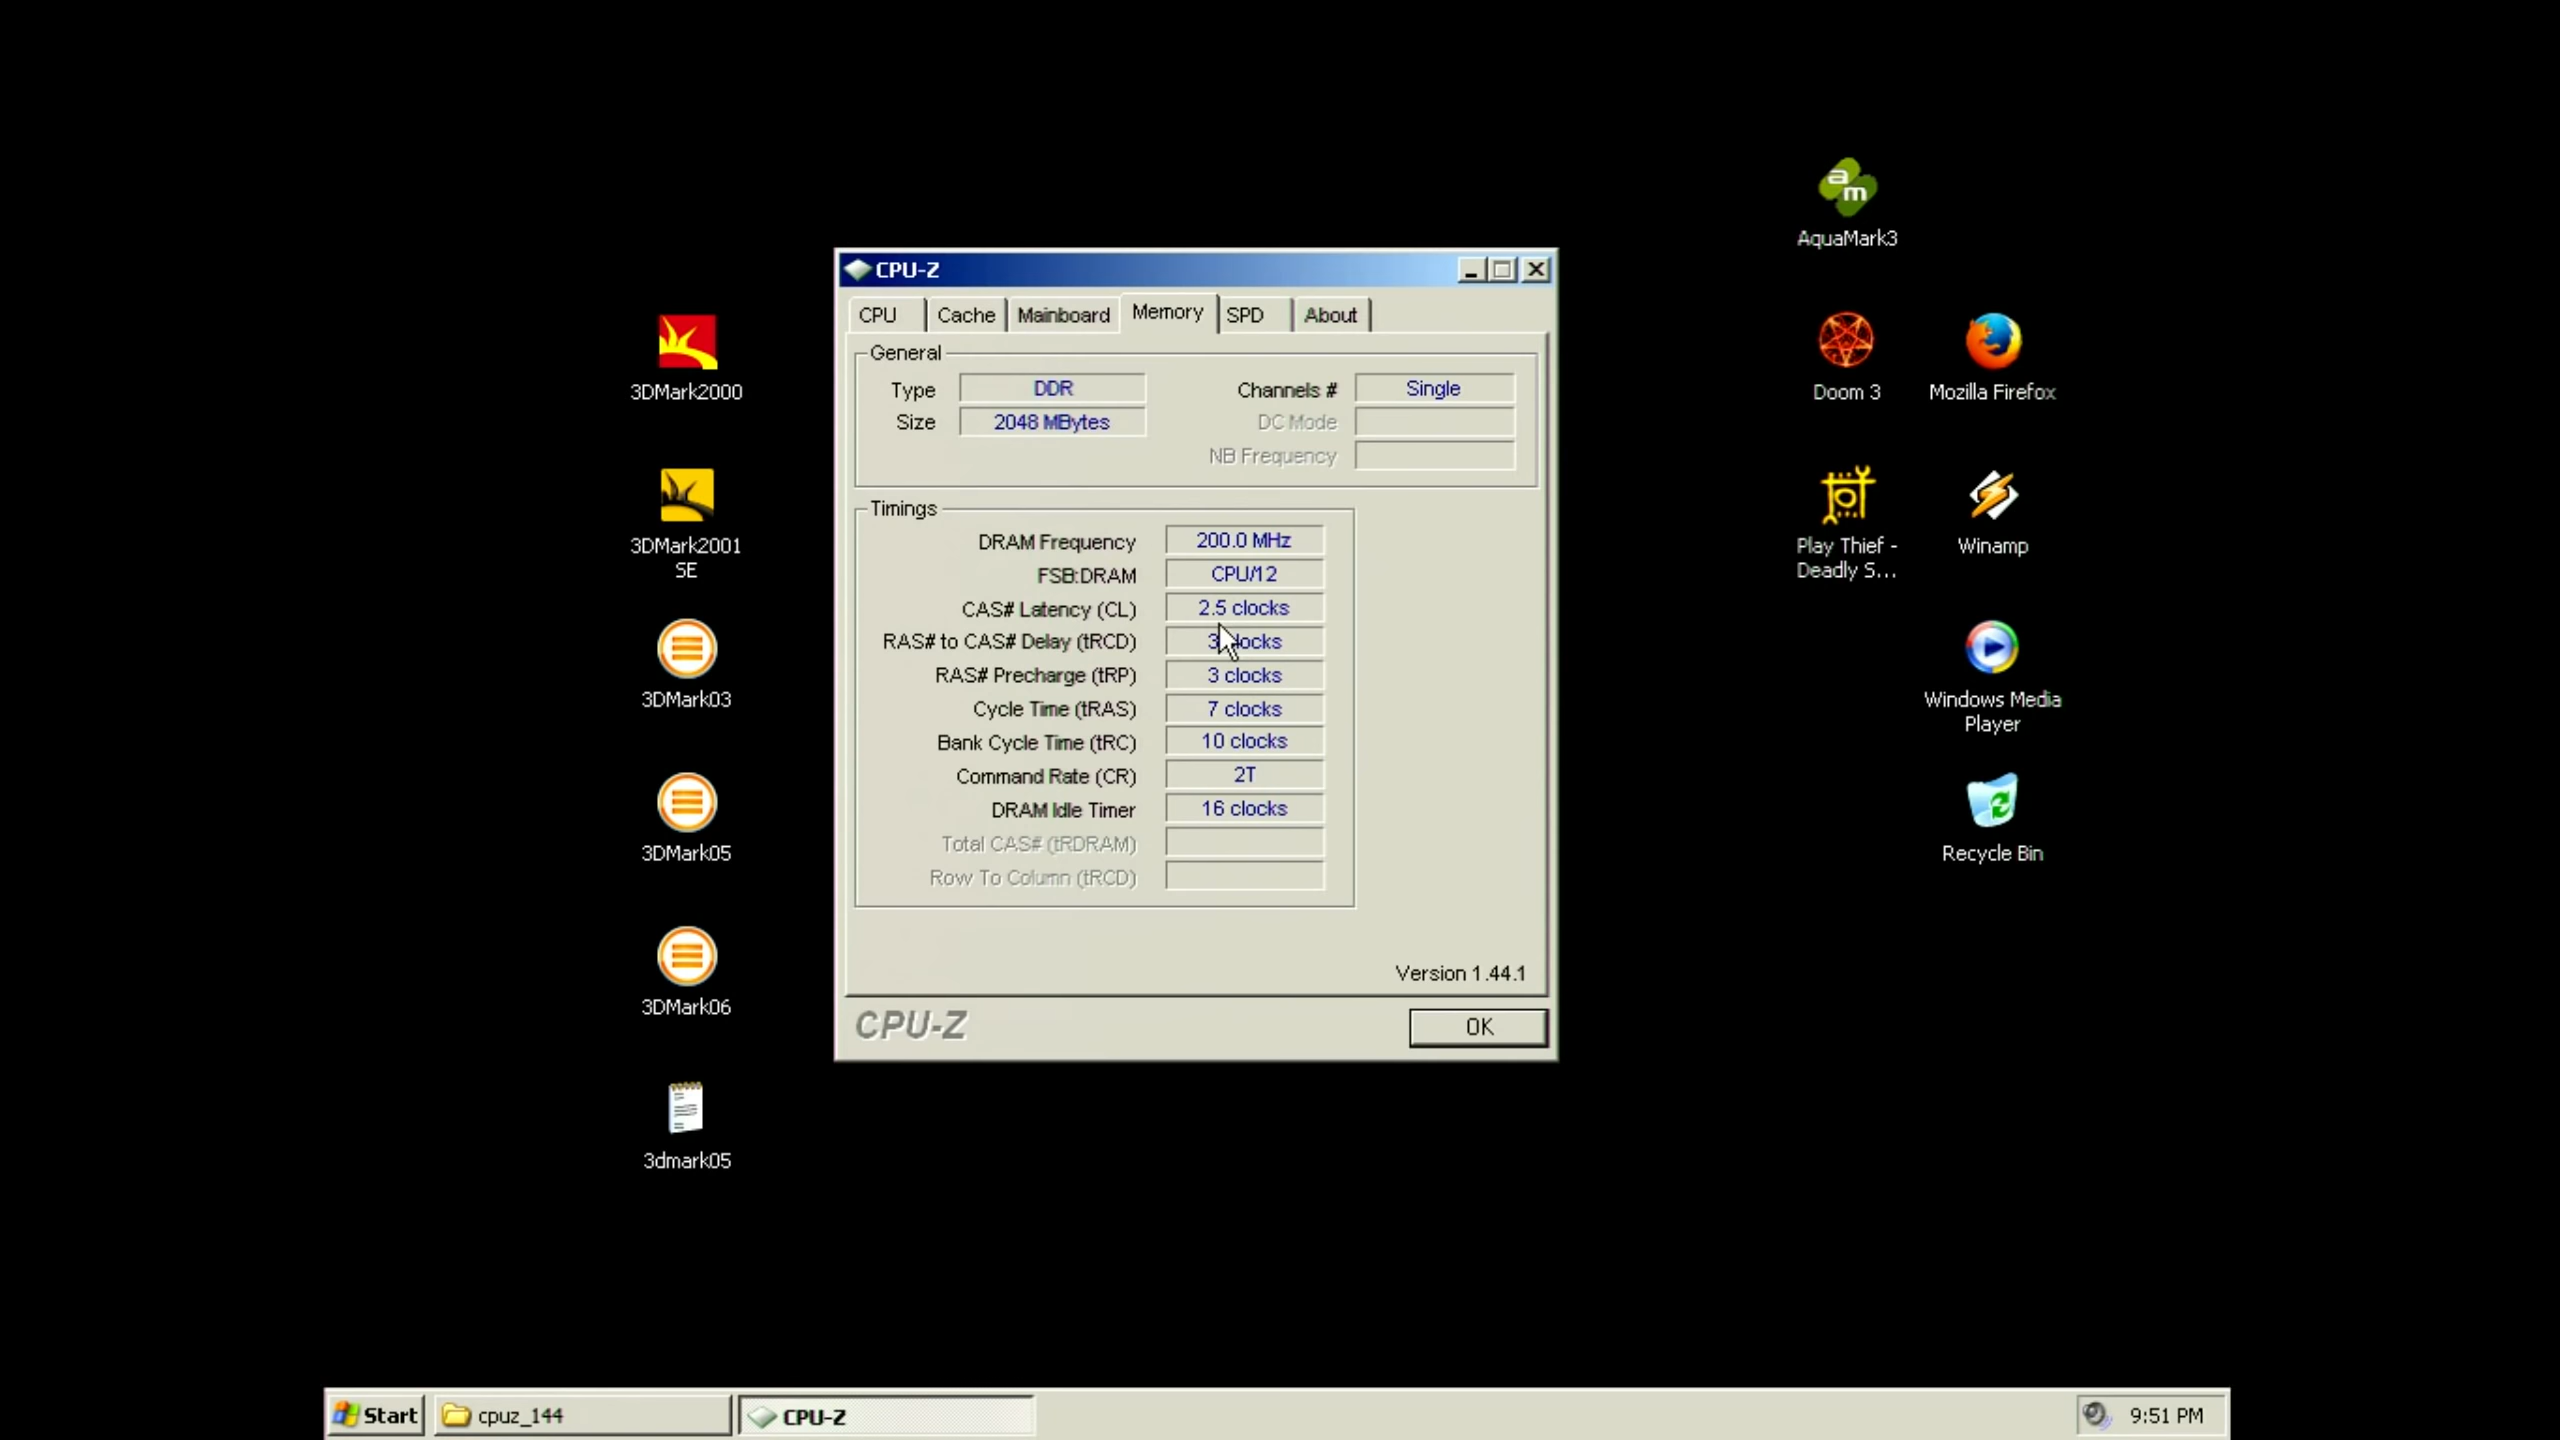 CPU-Z
CPU
Cache
Mainboard
Memory
SPD
About
General
Type
DDR
Channels #
Single
Size
2048 MBytes
DC Mode
NB Frequency
Timings
DRAM Frequency
200.0 MHz
FSB:DRAM
CPU/12
CAS# Latency (CL)
2.5 clocks
RAS# to CAS# Delay (tRCD)
RAS# Precharge (tRP)
3 clocks
Cycle Time (tRAS)
7 clocks
Bank Cycle Time (tRC)
10 clocks
Command Rate (CR)
2T
DRAM Idle Timer
16 clocks
Total CAS# (tRDRAM)
Row To Column (tRCD)
Version 1.44.1
CPU-Z
OK
3DMark2000
3DMark2001
SE
3DMark03
3DMark05
3DMark06
3dmark05
am
AquaMark3
Doom 3
Mozilla Firefox
Play Thief -
Deadly S...
Winamp
Windows Media
Player
Recycle Bin
Start
cpuz_144
CPU-Z
9:51 PM